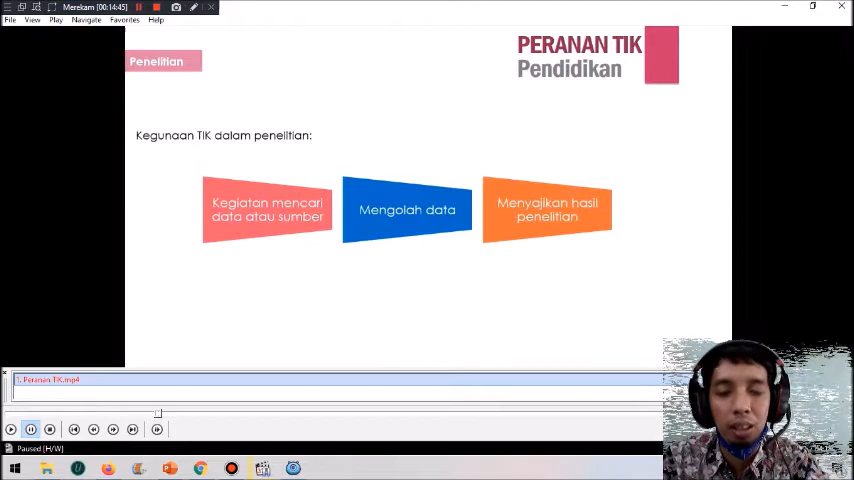 Merekam [00:14:45]
File View Play Navigate Favorites Help
Penelitian
PERANAN TIK
Pendidikan
Kegunaan TIK dalam penelitian:
Kegiatan mencari
data atau sumber
Mengolah data
Menyajikan hasil
penelitian
1. Peranan TIK.mp4
Paused [H/W]